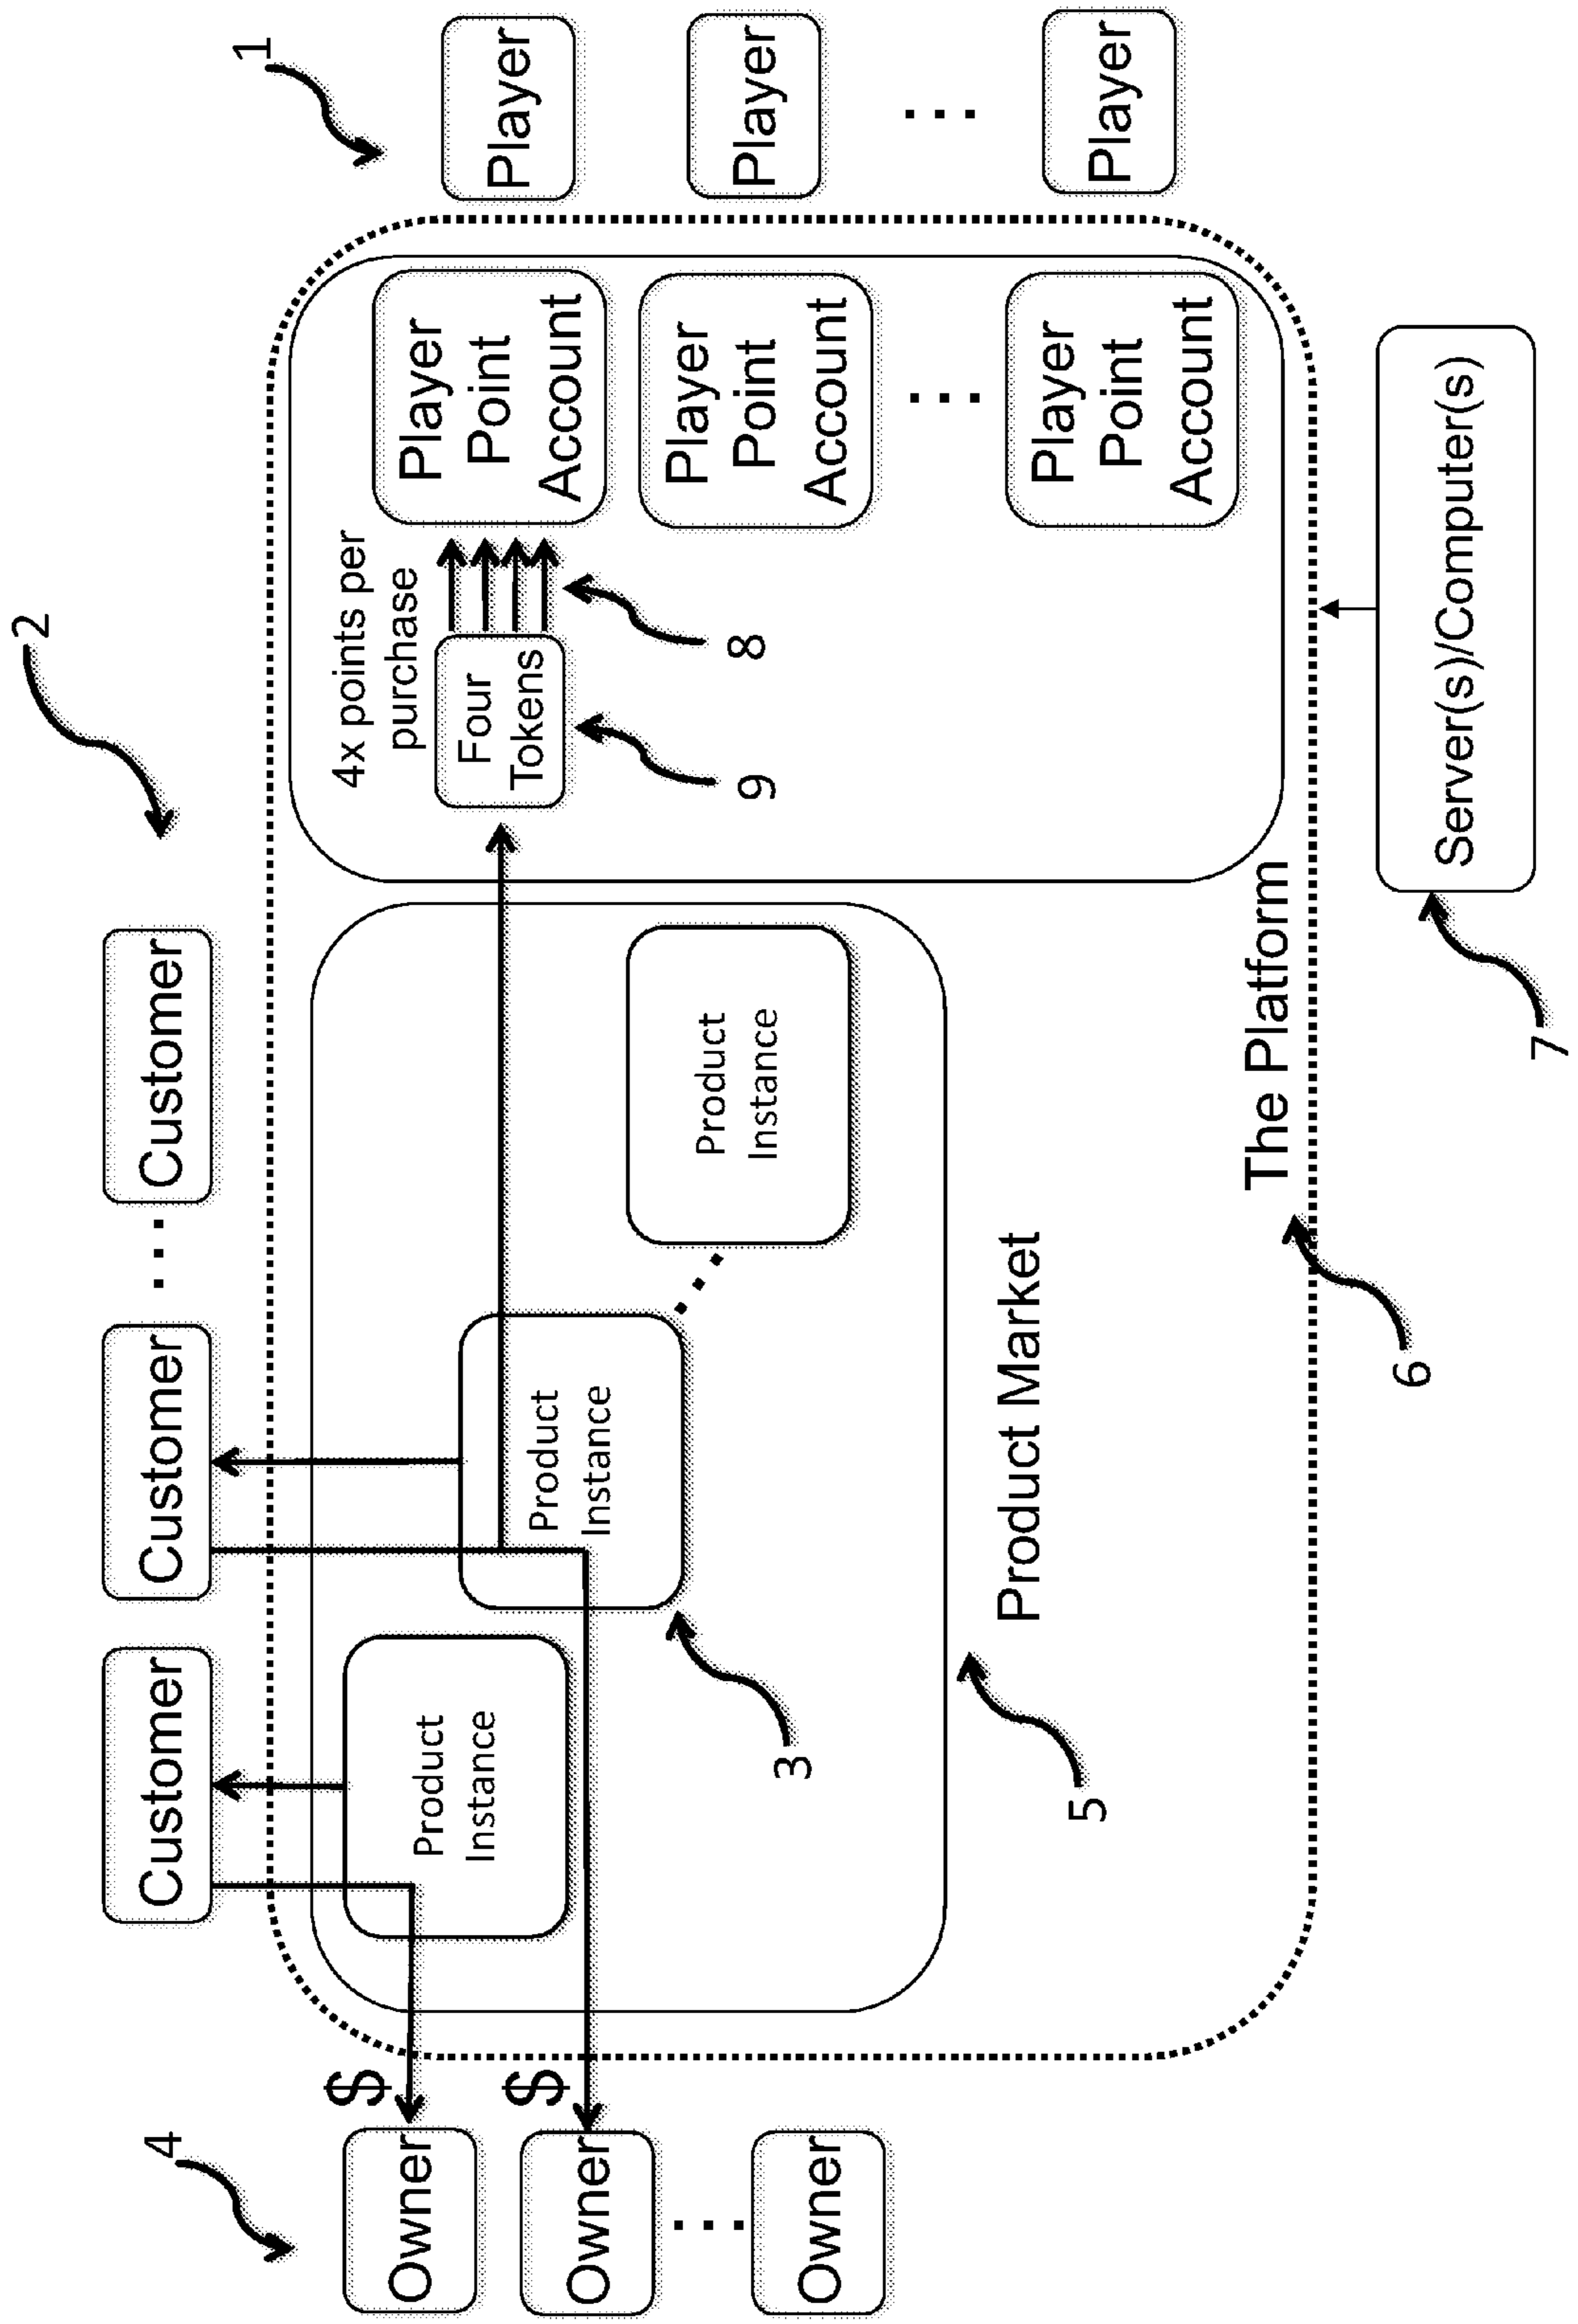 2
4
Customer
Customer
...
Customer
1
$
Owner
$
Owner
...
Owner
Product
Instance
Product
Instance
...
Product
Instance
3
5
Product Market
4x points per
purchase
Four
Tokens
8
9
Player
Point
Account
Player
Point
Account
...
Player
Point
Account
Player
Player
...
Player
The Platform
6
Server(s)/Computer(s)
7